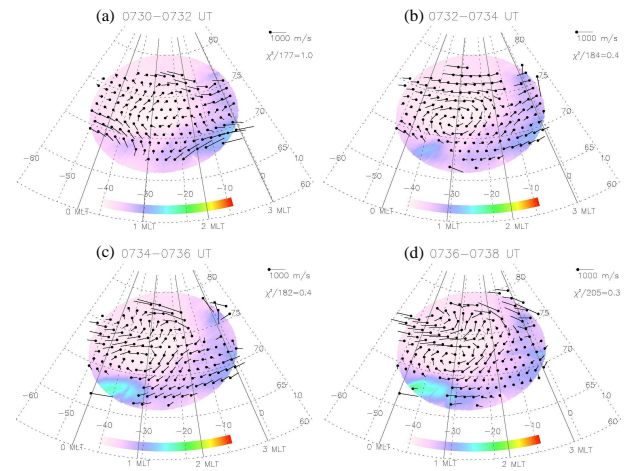 (a) 0730−0732 UT
1000 m/s
χ²/177=1.0
80
75
70
65
60
10
0
−10
−20
−30
−40
−50
−60
0 MLT
1 MLT
2 MLT
3 MLT
(b) 0732−0734 UT
1000 m/s
χ²/184=0.4
80
75
70
65
60
10
0
−10
−20
−30
−40
−50
−60
0 MLT
1 MLT
2 MLT
3 MLT
(c) 0734−0736 UT
1000 m/s
χ²/182=0.4
80
75
70
65
60
10
0
−10
−20
−30
−40
−50
−60
0 MLT
1 MLT
2 MLT
3 MLT
(d) 0736−0738 UT
1000 m/s
χ²/205=0.3
80
75
70
65
60
10
0
−10
−20
−30
−40
−50
−60
0 MLT
1 MLT
2 MLT
3 MLT